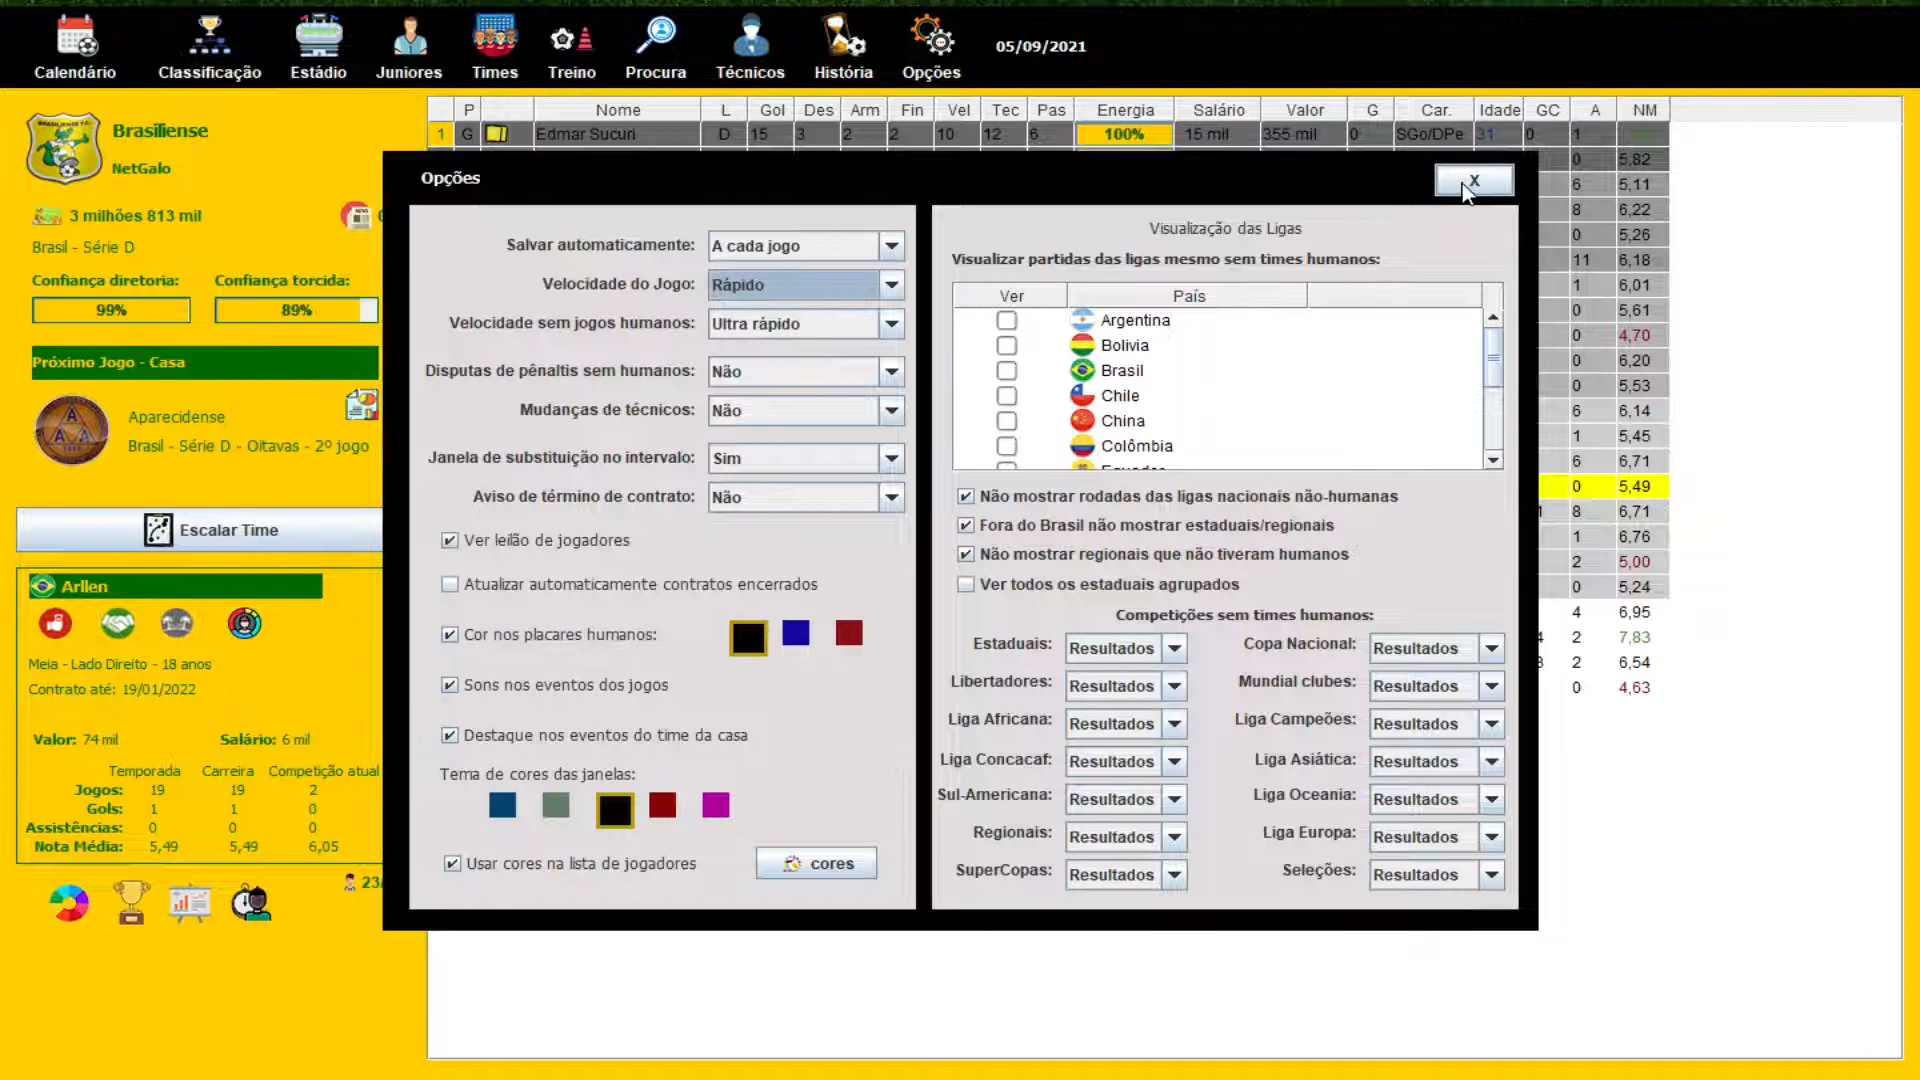 Calendário Classificação Estádio Juniores Times Treino Procura Técnicos História Opções 05/09/2021
Brasiliense
NetGalo
3 milhões 813 mil
Brasil - Série D
Confiança diretoria: Confiança torcida:
99% 89%
Próximo Jogo - Casa
Aparecidense
Brasil - Série D - Oitavas - 2º jogo
Escalar Time
Arllen
Meia - Lado Direito - 18 anos
Contrato até: 19/01/2022
Valor: 74 mil Salário: 6 mil
Temporada Carreira Competição atual
Jogos: 19 19 2
Gols: 1 1 0
Assistências: 0 0 0
Nota Média: 5,49 5,49 6,05
23/
P Nome L Gol Des Arm Fin Vel Tec Pas Energia Salário Valor G Car. Idade GC A NM
1 G Edmar Sucuri D 15 3 2 2 10 12 6 100% 15 mil 355 mil 0 SGo/DPe 31 0 1
0 5,82
6 5,11
8 6,22
0 5,26
11 6,18
1 6,01
0 5,61
0 4,70
0 6,20
0 5,53
6 6,14
1 5,45
6 6,71
0 5,49
8 6,71
1 6,76
2 5,00
0 5,24
4 6,95
2 7,83
2 6,54
0 4,63
Opções
X
Salvar automaticamente: A cada jogo
Velocidade do Jogo: Rápido
Velocidade sem jogos humanos: Ultra rápido
Disputas de pênaltis sem humanos: Não
Mudanças de técnicos: Não
Janela de substituição no intervalo: Sim
Aviso de término de contrato: Não
Ver leilão de jogadores
Atualizar automaticamente contratos encerrados
Cor nos placares humanos:
Sons nos eventos dos jogos
Destaque nos eventos do time da casa
Tema de cores das janelas:
Usar cores na lista de jogadores
cores
Visualização das Ligas
Visualizar partidas das ligas mesmo sem times humanos:
Ver País
Argentina
Bolivia
Brasil
Chile
China
Colômbia
Não mostrar rodadas das ligas nacionais não-humanas
Fora do Brasil não mostrar estaduais/regionais
Não mostrar regionais que não tiveram humanos
Ver todos os estaduais agrupados
Competições sem times humanos:
Estaduais: Resultados Copa Nacional: Resultados
Libertadores: Resultados Mundial clubes: Resultados
Liga Africana: Resultados Liga Campeões: Resultados
Liga Concacaf: Resultados Liga Asiática: Resultados
Sul-Americana: Resultados Liga Oceania: Resultados
Regionais: Resultados Liga Europa: Resultados
SuperCopas: Resultados Seleções: Resultados